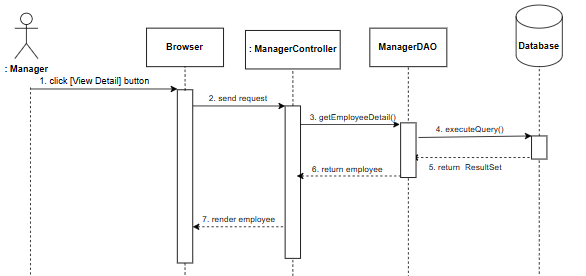 Browser
: ManagerController
ManagerDAO
Database
: Manager
1. click [View Detail] button
2. send request
3. getEmployeeDetail()
4. executeQuery()
5. return ResultSet
6. return employee
7. render employee